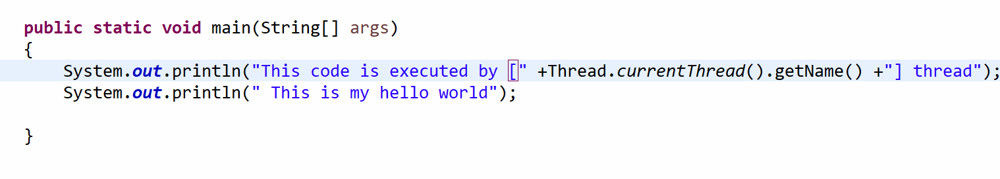 public static void main(String[] args)
{
    System.out.println("This code is executed by [" +Thread.currentThread().getName() +"] thread");
    System.out.println(" This is my hello world");
}